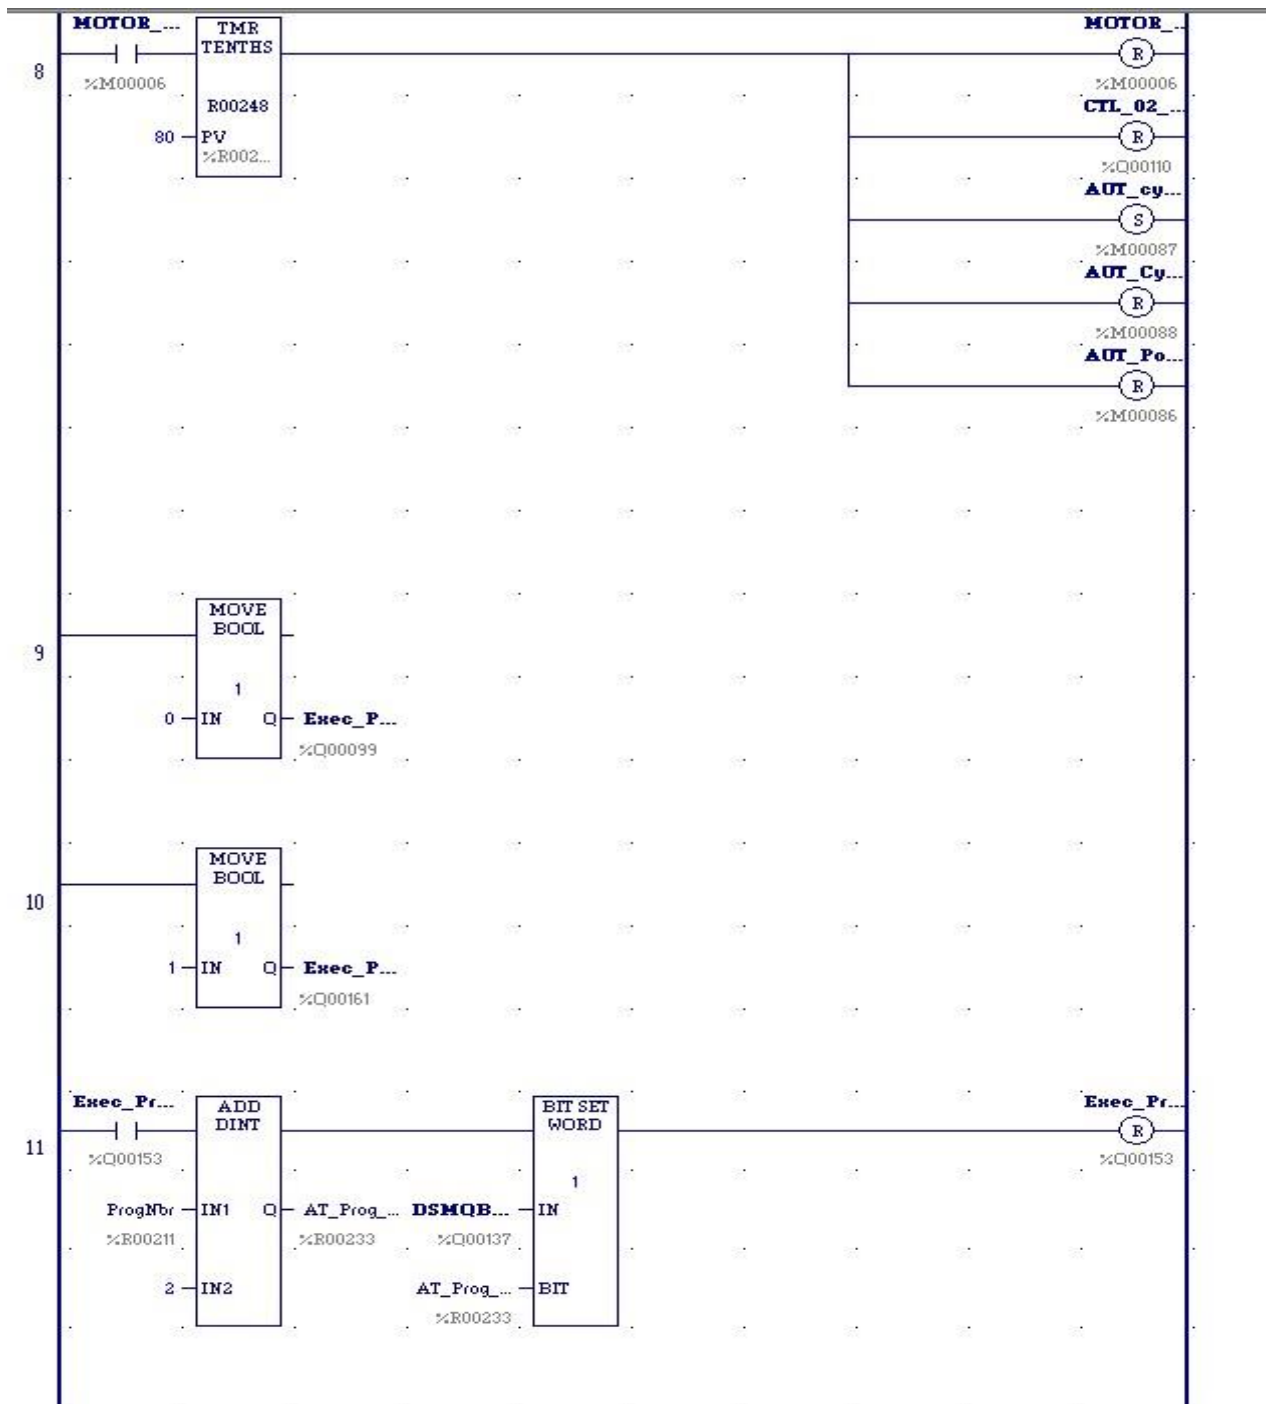 MOTOR_...
TMR
TENTHS
MOTOR_...
8
R
%M00006
R00248
%M00006
CTL_02_...
80
PV
R
%R002...
%Q00110
AUT_cy...
S
%M00087
AUT_Cy...
R
%M00088
AUT_Po...
R
%M00086
MOVE
BOOL
9
1
0
IN
Q
Exec_P...
%Q00099
MOVE
BOOL
10
1
1
IN
Q
Exec_P...
%Q00161
Exec_Pr...
ADD
DINT
BIT SET
WORD
Exec_Pr...
11
R
%Q00153
1
%Q00153
ProgNbr
IN1
Q
AT_Prog_...
DSMQB...
IN
%R00211
%R00233
%Q00137
2
IN2
AT_Prog_...
BIT
%R00233